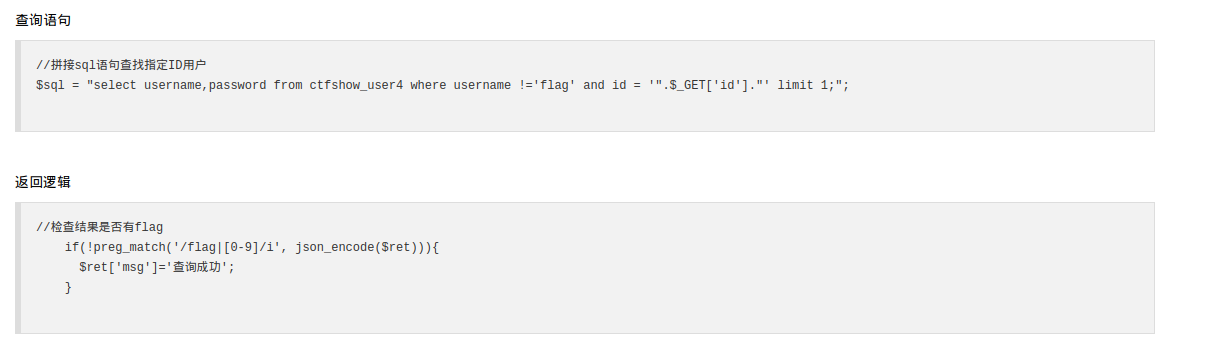 查询语句
//拼接sql语句查找指定ID用户
$sql = "select username,password from ctfshow_user4 where username !='flag' and id = '".$_GET['id']."' limit 1;";
返回逻辑
//检查结果是否有flag
    if(!preg_match('/flag|[0-9]/i', json_encode($ret))){
      $ret['msg']='查询成功';
    }